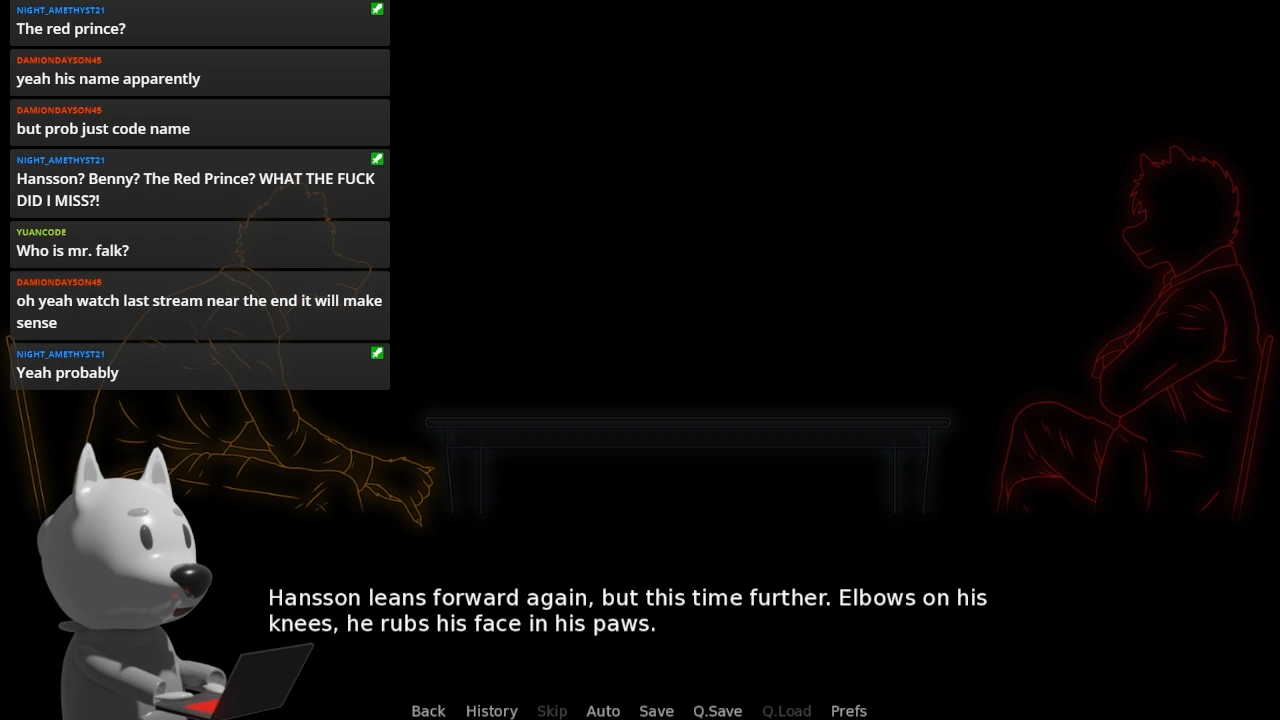 NIGHT_AMETHYST21
The red prince?
DAMIONDAYSON45
yeah his name apparently
DAMIONDAYSON45
but prob just code name
NIGHT_AMETHYST21
Hansson? Benny? The Red Prince? WHAT THE FUCK
DID I MISS?!
YUANCODE
Who is mr. falk?
DAMIONDAYSON45
oh yeah watch last stream near the end it will make
sense
NIGHT_AMETHYST21
Yeah probably
Hansson leans forward again, but this time further. Elbows on his
knees, he rubs his face in his paws.
Back History Skip Auto Save Q.Save Q.Load Prefs